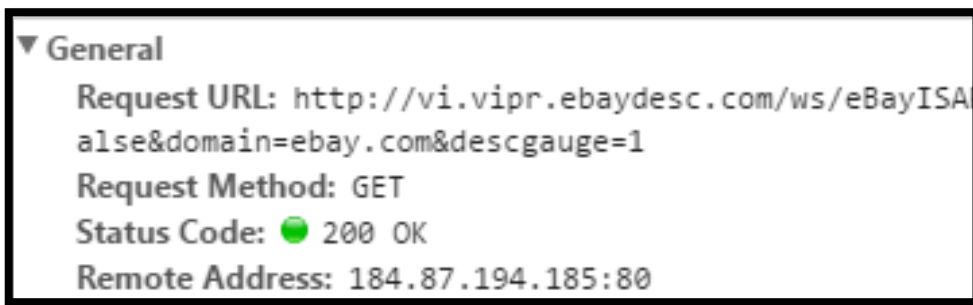 General
Request URL: http://vi.vipr.ebaydesc.com/ws/eBayISA
alse&domain=ebay.com&descgauge=1
Request Method: GET
Status Code: 200 OK
Remote Address: 184.87.194.185:80